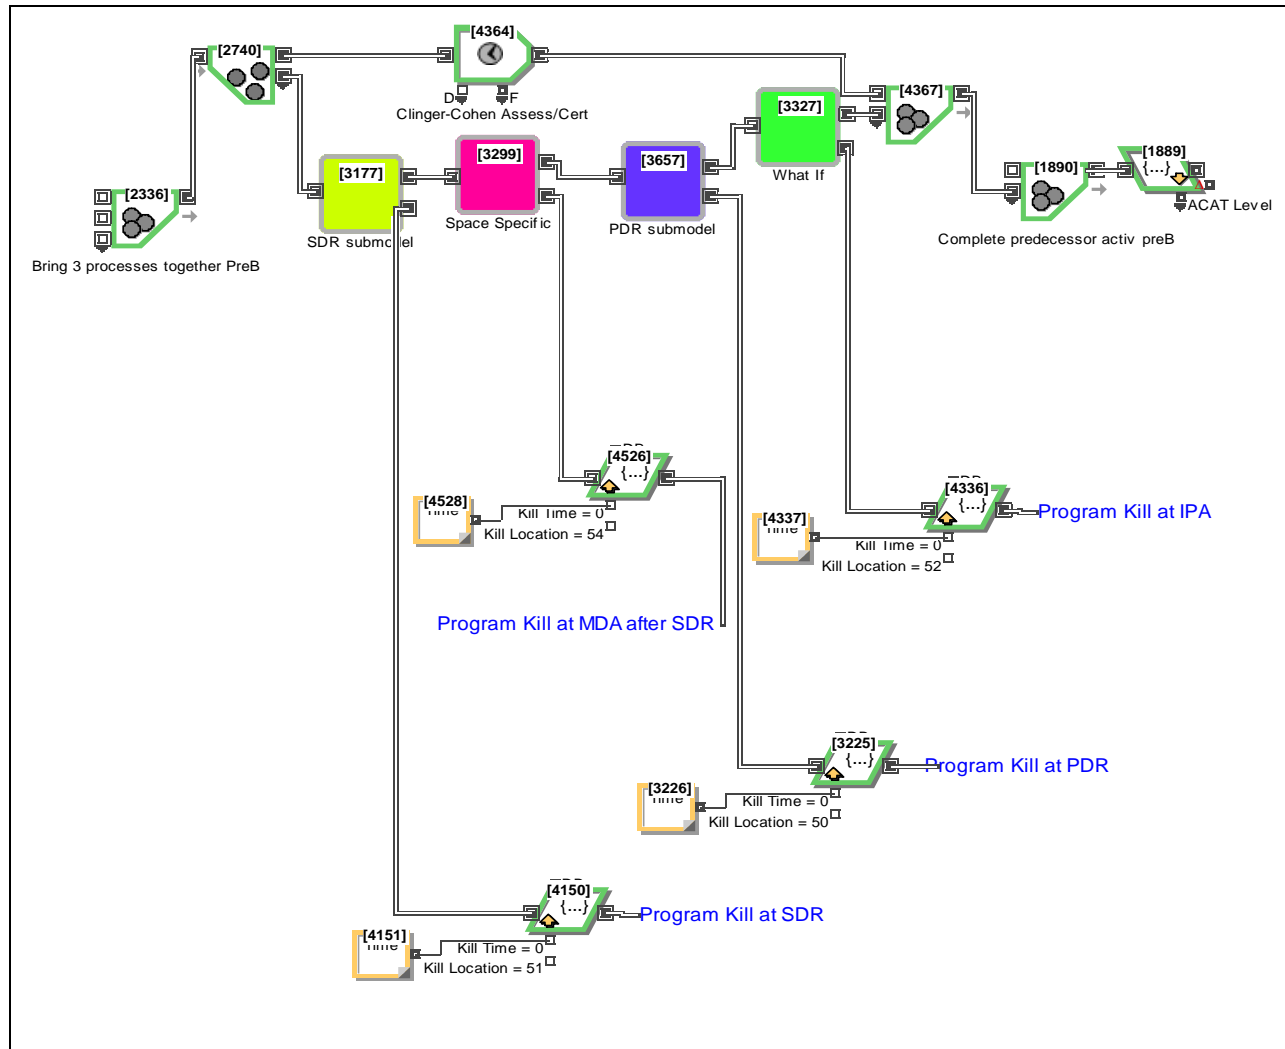 [4364]
[2740]
D F
Clinger-Cohen Assess/Cert
[4367]
[3327]
What If
[3299]
Space Specific
[3657]
PDR submodel
[3177]
SDR submodel
[2336]
Bring 3 processes together PreB
[1890]
Complete predecessor activ preB
[1889]
{...}
ACAT Level
[4526]
{...}
[4528]
Time
Kill Time = 0
Kill Location = 54
Program Kill at MDA after SDR
[4336]
{...}
Program Kill at IPA
[4337]
Time
Kill Time = 0
Kill Location = 52
[3225]
{...}
Program Kill at PDR
[3226]
Time
Kill Time = 0
Kill Location = 50
[4150]
{...}
Program Kill at SDR
[4151]
Time
Kill Time = 0
Kill Location = 51